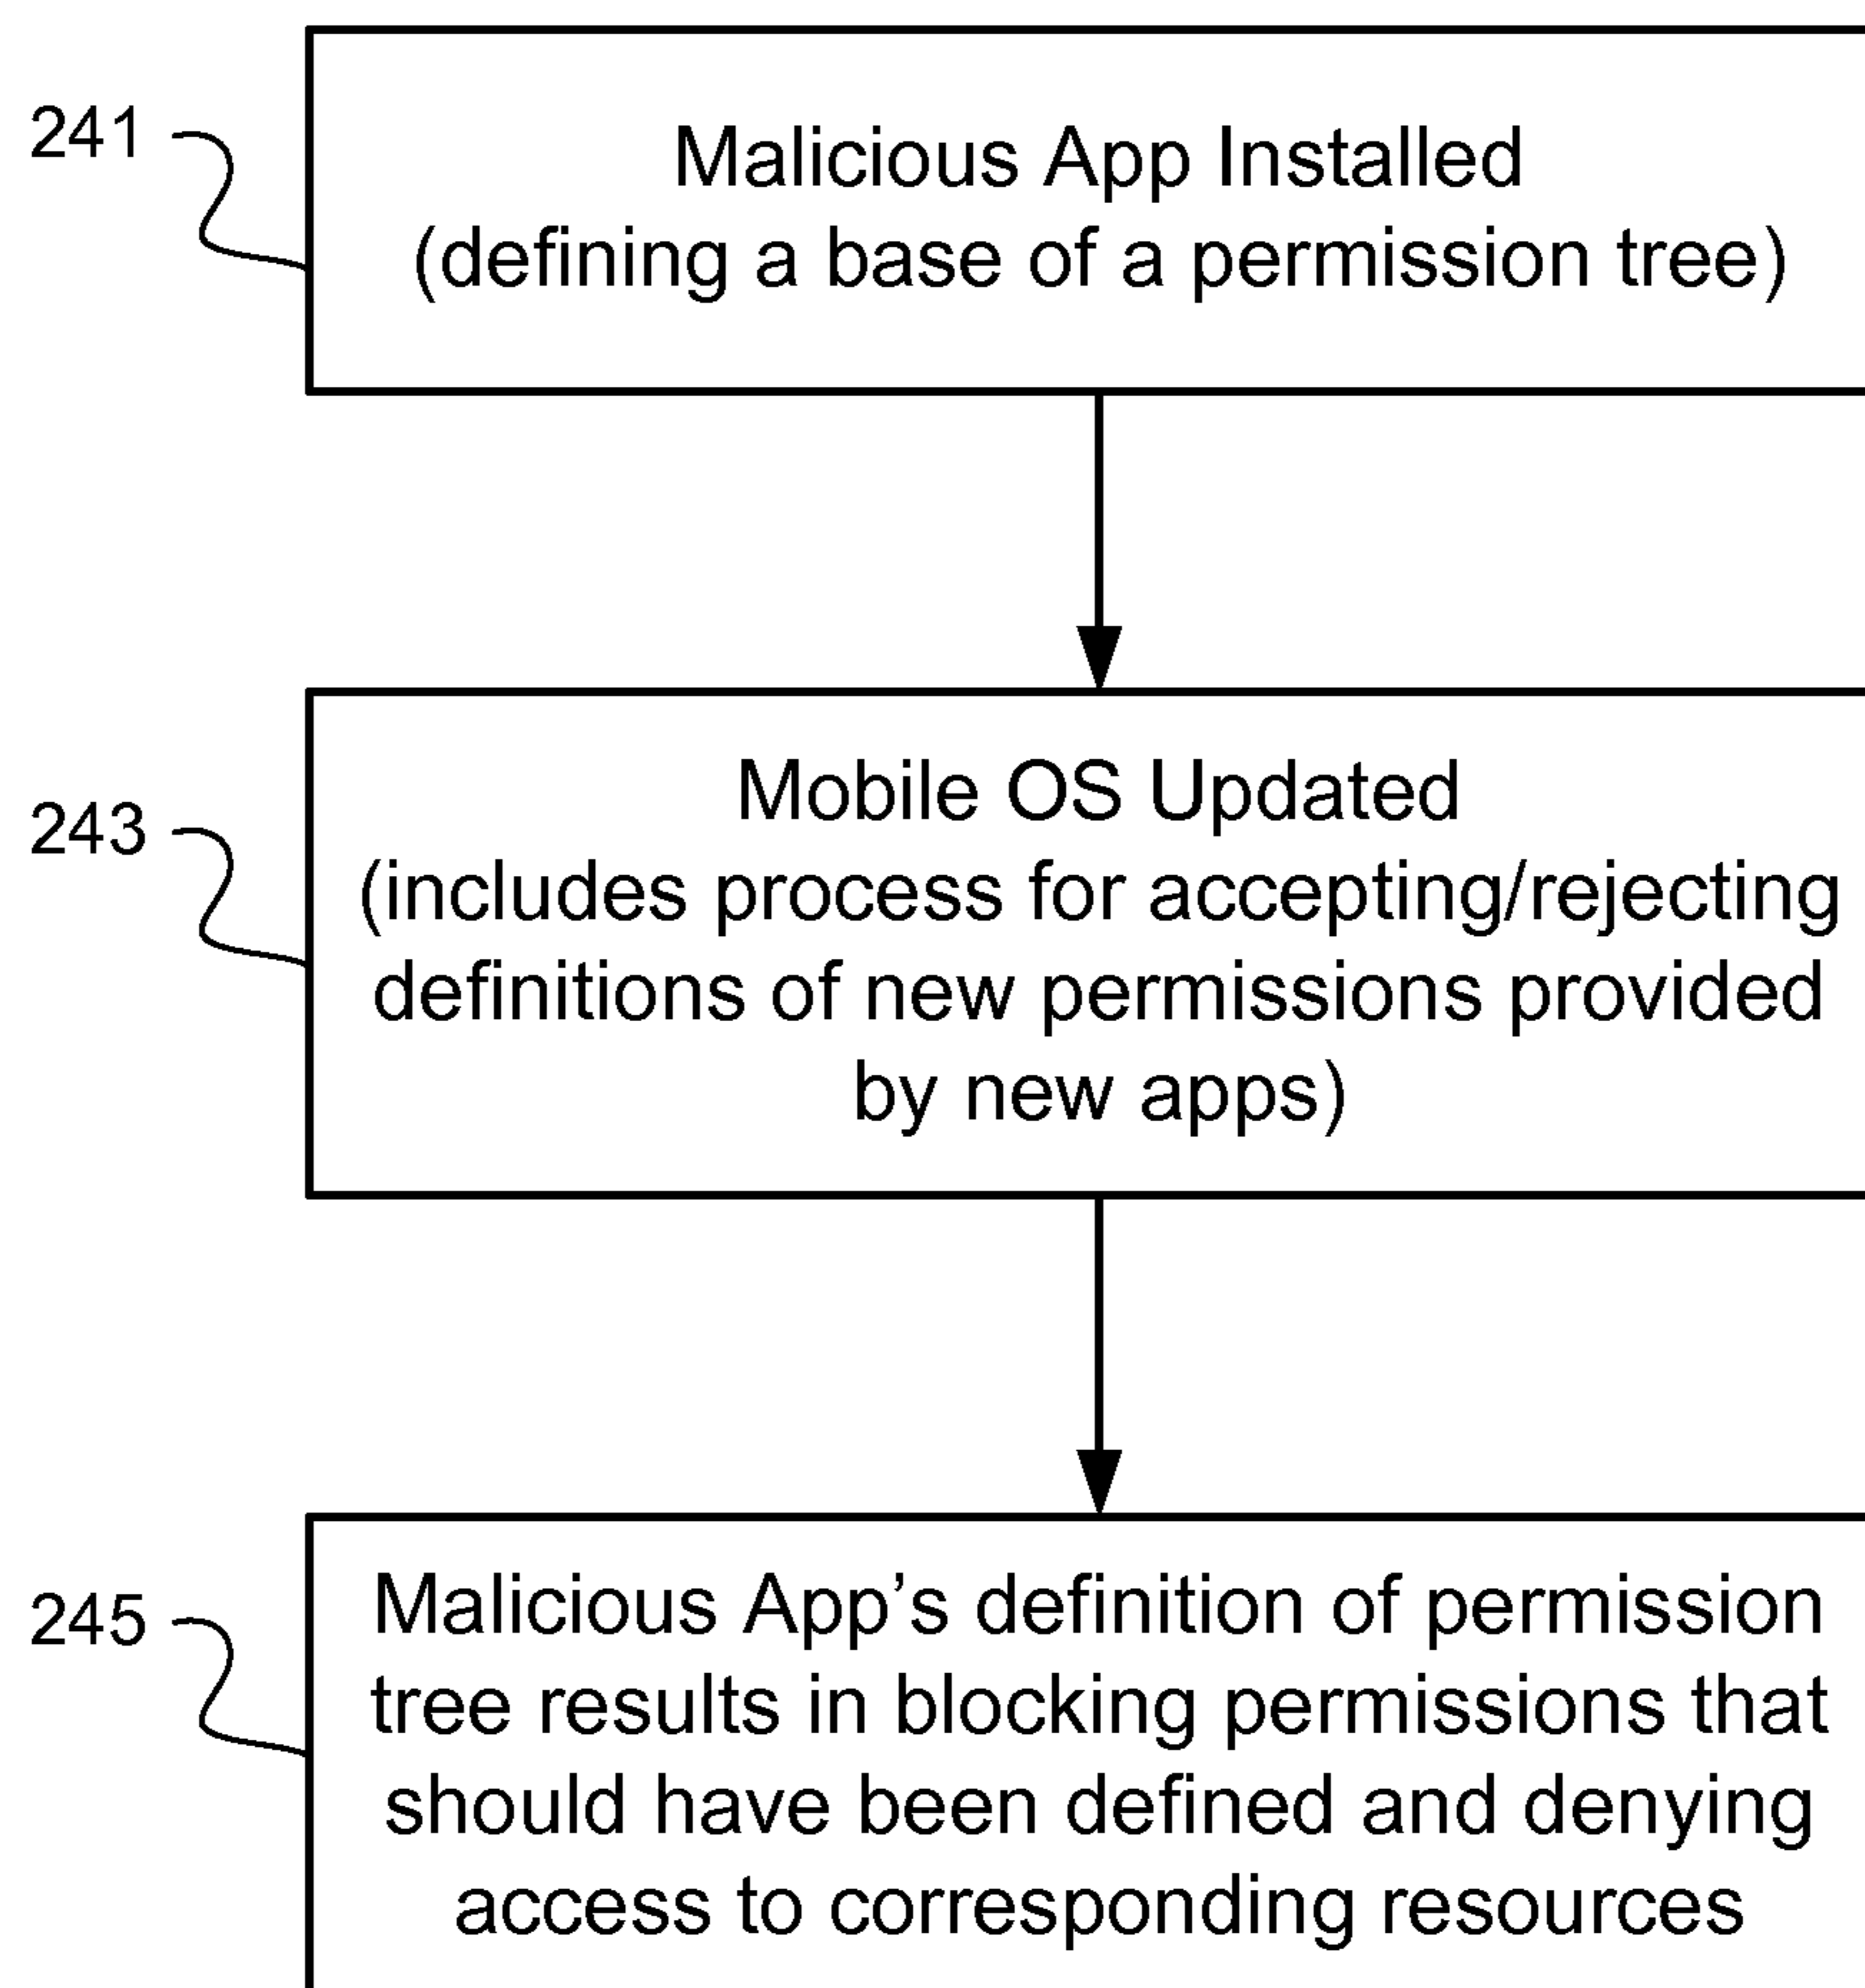 241
Malicious App Installed
(defining a base of a permission tree)
243
Mobile OS Updated
(includes process for accepting/rejecting
definitions of new permissions provided
by new apps)
245
Malicious App’s definition of permission
tree results in blocking permissions that
should have been defined and denying
access to corresponding resources